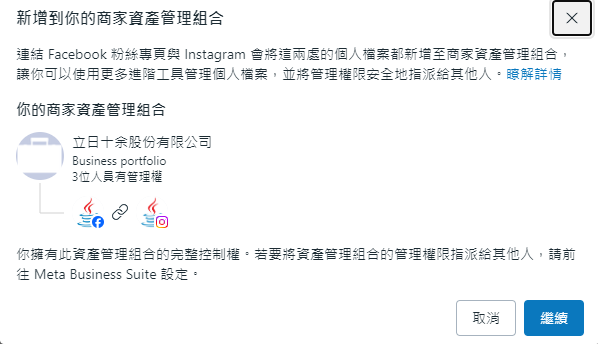 新增到你的商家資產管理組合
連結 Facebook 粉絲專頁與 Instagram 會將這兩處的個人檔案都新增至商家資產管理組合，
讓你可以使用更多進階工具管理個人檔案，並將管理權限安全地指派給其他人。瞭解詳情
你的商家資產管理組合
立日十余股份有限公司
Business portfolio
3位人員有管理權
你擁有此資產管理組合的完整控制權。若要將資產管理組合的管理權限指派給其他人，請前
往 Meta Business Suite 設定。
取消
繼續